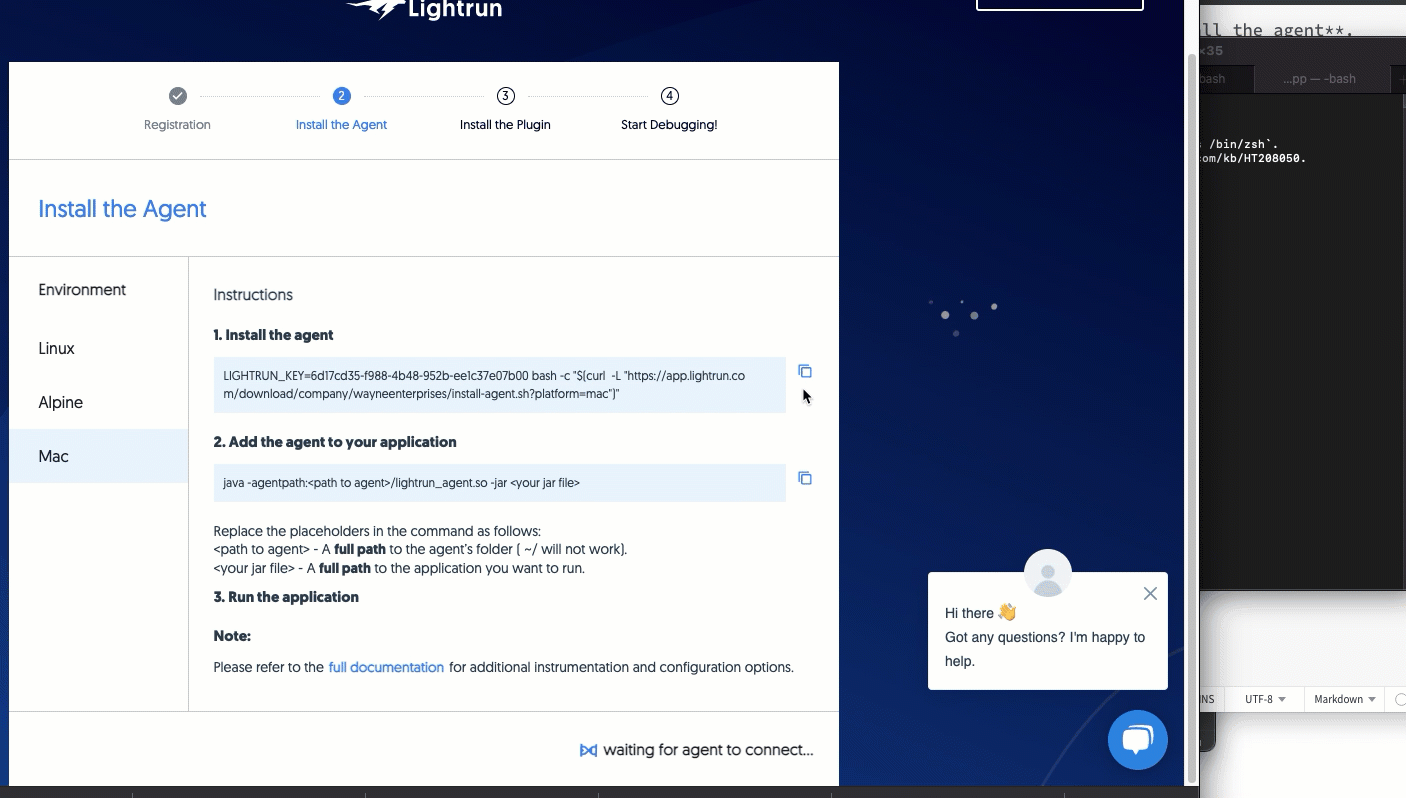 Lightrun
2
3
4
Registration
Install the Agent
Install the Plugin
Start Debugging!
Install the Agent
Environment
Linux
Alpine
Mac
Instructions
1. Install the agent
LIGHTRUN_KEY=6d17cd35-f988-4b48-952b-ee1c37e07b00 bash -c "$(curl  -L "https://app.lightrun.co
m/download/company/wayneenterprises/install-agent.sh?platform=mac")"
2. Add the agent to your application
java -agentpath:<path to agent>/lightrun_agent.so -jar <your jar file>
Replace the placeholders in the command as follows:
<path to agent> - A full path to the agent's folder ( ~/ will not work).
<your jar file> - A full path to the application you want to run.
3. Run the application
Note:
Please refer to the full documentation for additional instrumentation and configuration options.
waiting for agent to connect...
Hi there 👋
Got any questions? I'm happy to
help.
ll the agent**.
×35
bash
...pp — -bash
/bin/zsh`.
om/kb/HT208050.
NS
UTF-8
Markdown